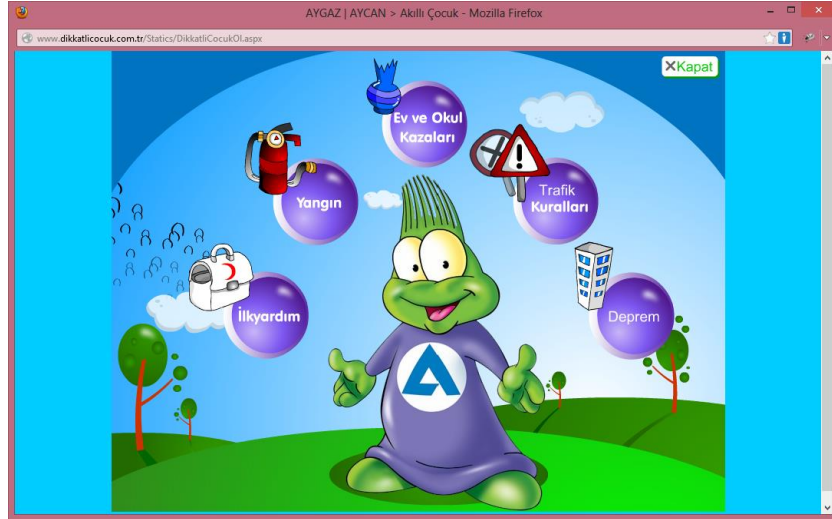 AYGAZ | AYCAN > Akıllı Çocuk - Mozilla Firefox
www.dikkatlicocuk.com.tr/Statics/DikkatliCocukOl.aspx
Kapat
Ev ve Okul
Kazaları
Yangın
Trafik
Kuralları
İlkyardım
Deprem